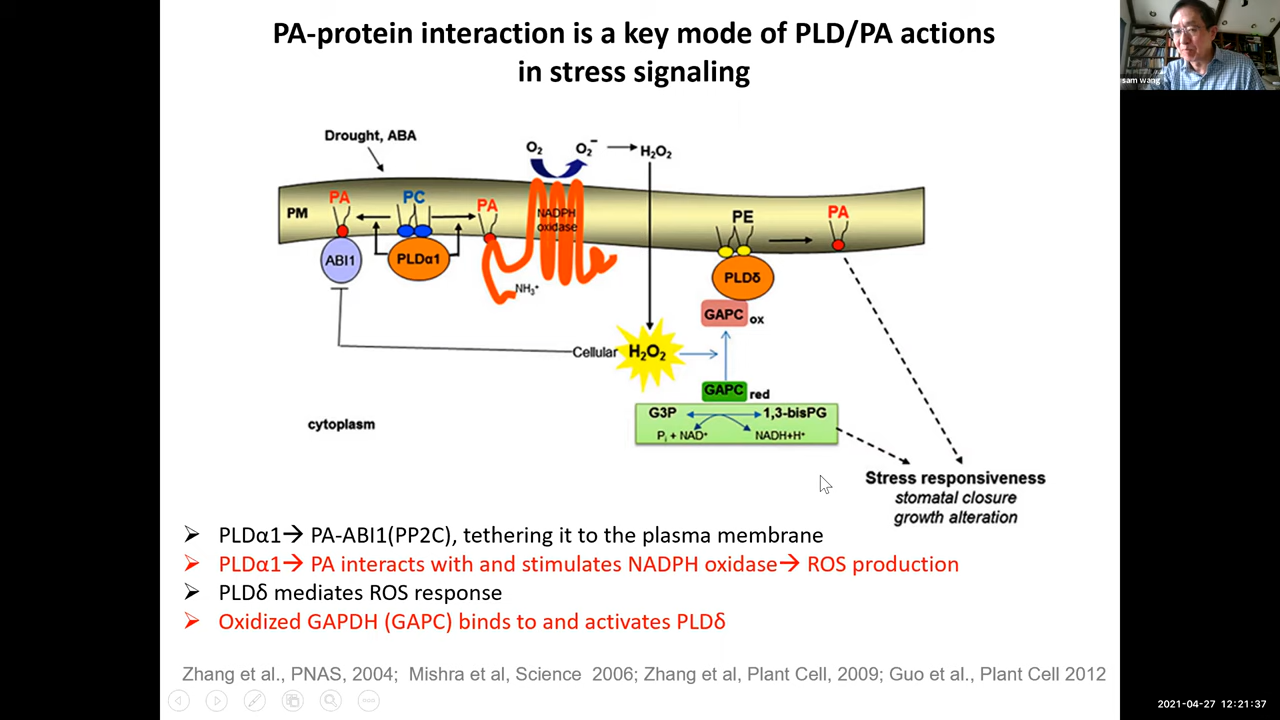 PA-protein interaction is a key mode of PLD/PA actions
in stress signaling
sam wang
Drought, ABA
O₂
O₂⁻
H₂O₂
PM
PA
PC
PA
NADPH
oxidase
PE
PA
ABI1
PLDα1
NH₃⁺
PLDδ
GAPC ox
Cellular H₂O₂
GAPC red
G3P
1,3-bisPG
Pᵢ + NAD⁺
NADH+H⁺
cytoplasm
Stress responsiveness
stomatal closure
growth alteration
➢ PLDα1→ PA-ABI1(PP2C), tethering it to the plasma membrane
➢ PLDα1→ PA interacts with and stimulates NADPH oxidase→ ROS production
➢ PLDδ mediates ROS response
➢ Oxidized GAPDH (GAPC) binds to and activates PLDδ
Zhang et al., PNAS, 2004; Mishra et al, Science 2006; Zhang et al, Plant Cell, 2009; Guo et al., Plant Cell 2012
2021-04-27 12:21:37